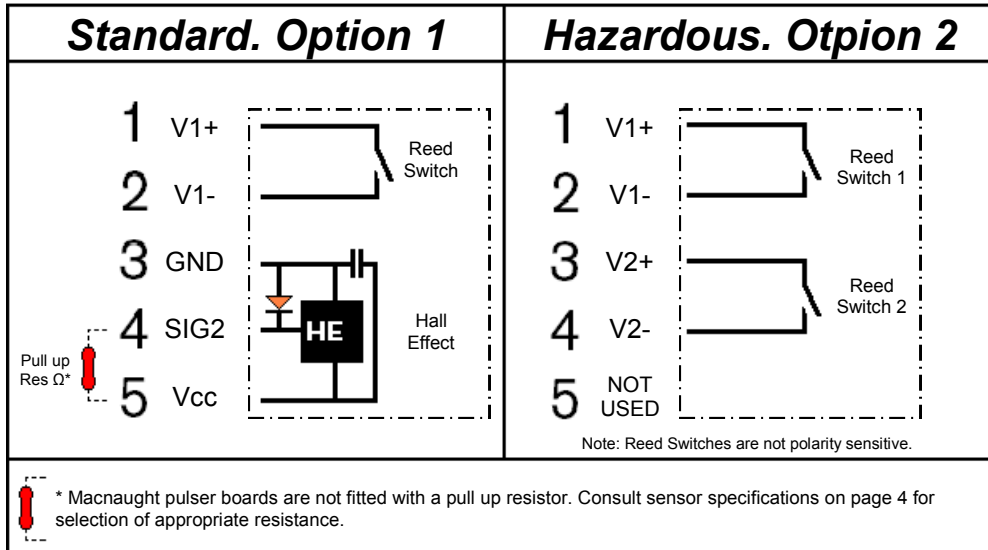 Standard. Option 1
Hazardous. Otpion 2
1 V1+
2 V1-
3 GND
4 SIG2
5 Vcc
Reed
Switch
HE
Hall
Effect
Pull up
Res Ω*
1 V1+
2 V1-
3 V2+
4 V2-
5 NOT
USED
Reed
Switch 1
Reed
Switch 2
Note: Reed Switches are not polarity sensitive.
* Macnaught pulser boards are not fitted with a pull up resistor. Consult sensor specifications on page 4 for
selection of appropriate resistance.